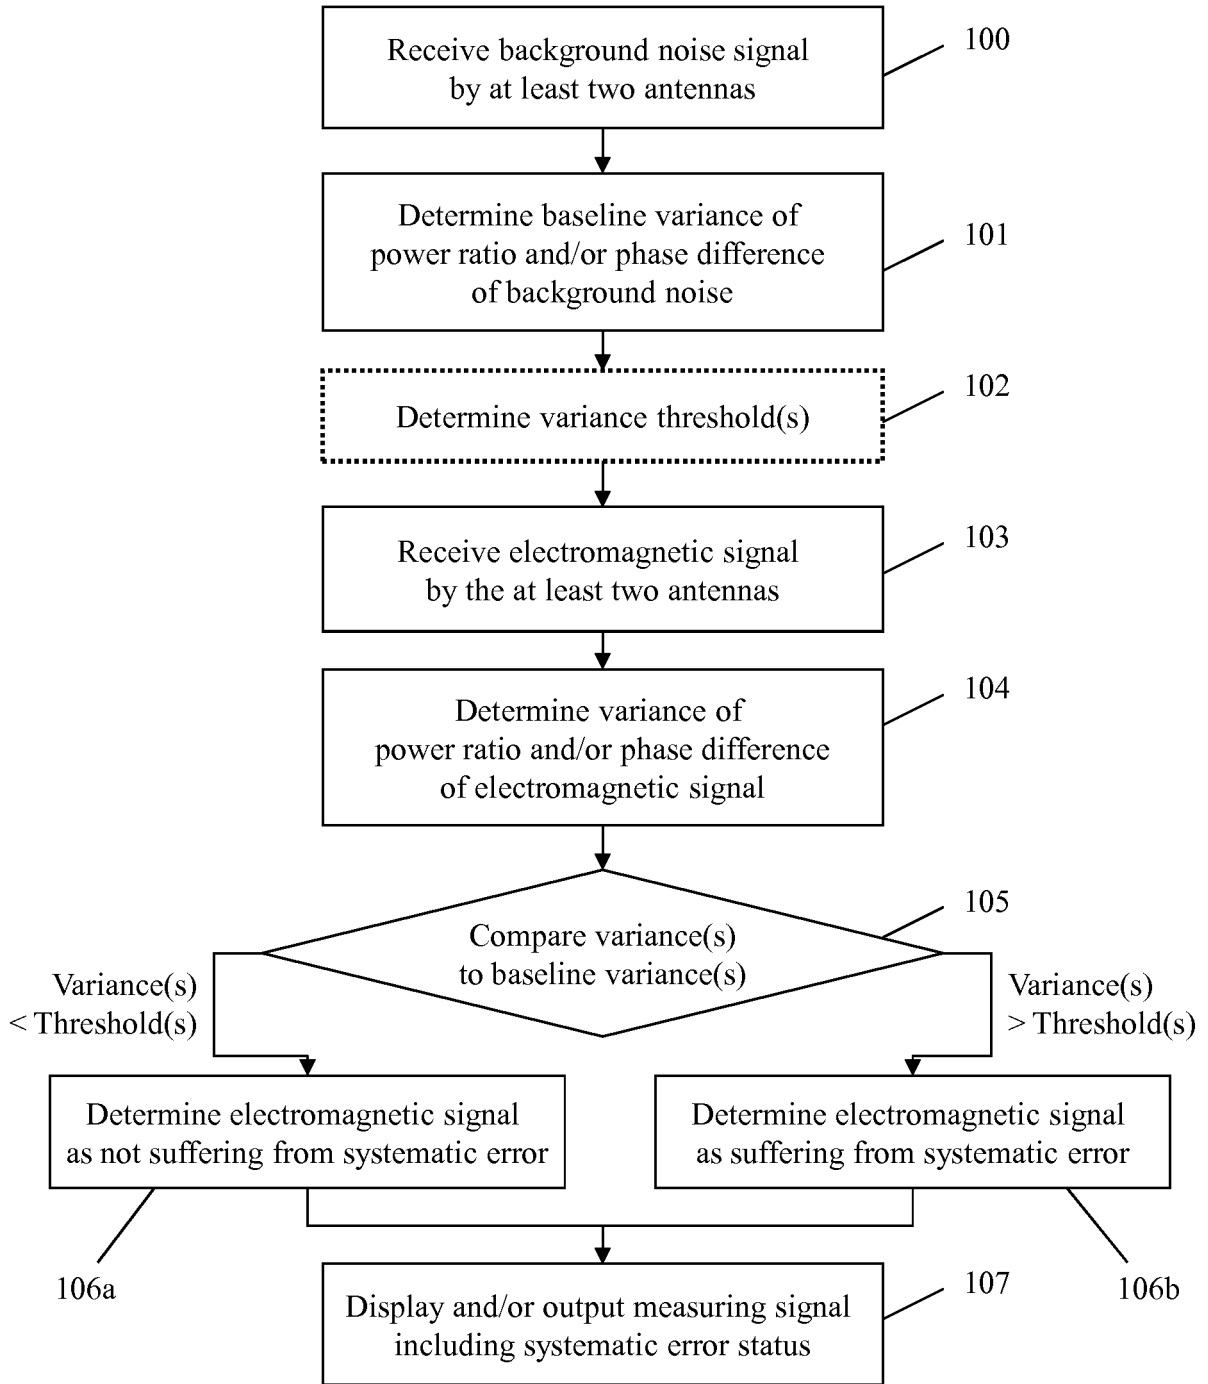 Receive background noise signal
by at least two antennas
100
Determine baseline variance of
power ratio and/or phase difference
of background noise
101
Determine variance threshold(s)
102
Receive electromagnetic signal
by the at least two antennas
103
Determine variance of
power ratio and/or phase difference
of electromagnetic signal
104
Compare variance(s)
to baseline variance(s)
105
Variance(s)
< Threshold(s)
Variance(s)
> Threshold(s)
Determine electromagnetic signal
as not suffering from systematic error
106a
Determine electromagnetic signal
as suffering from systematic error
106b
Display and/or output measuring signal
including systematic error status
107